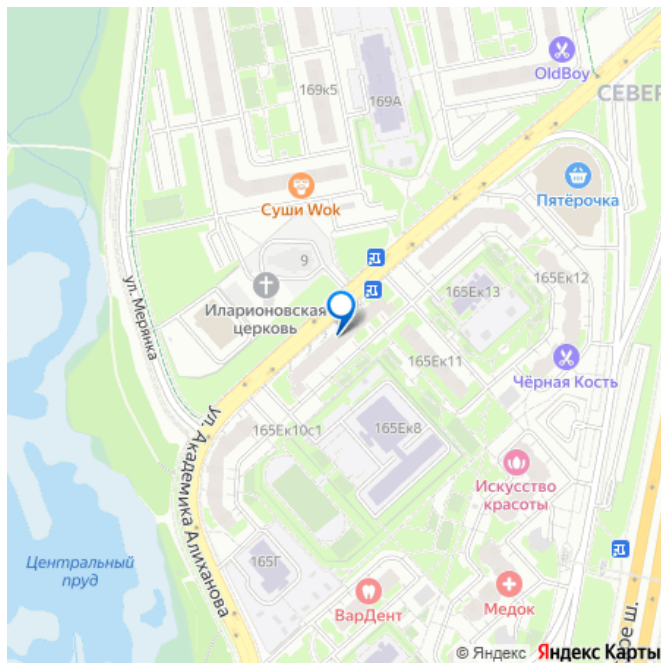 OldBoy
СЕВЕР
169к5
169А
Пятёрочка
Суши Wok
9
165Ек12
165Ек13
Иларионовская
церковь
ул. Мерянка
165Ек11
Чёрная Кость
ул. Академика Алиханова
165Ек10с1
165Ек8
Искусство
красоты
165Г
Центральный
пруд
ВарДент
Медок
ое ш.
© Яндекс Яндекс Карты